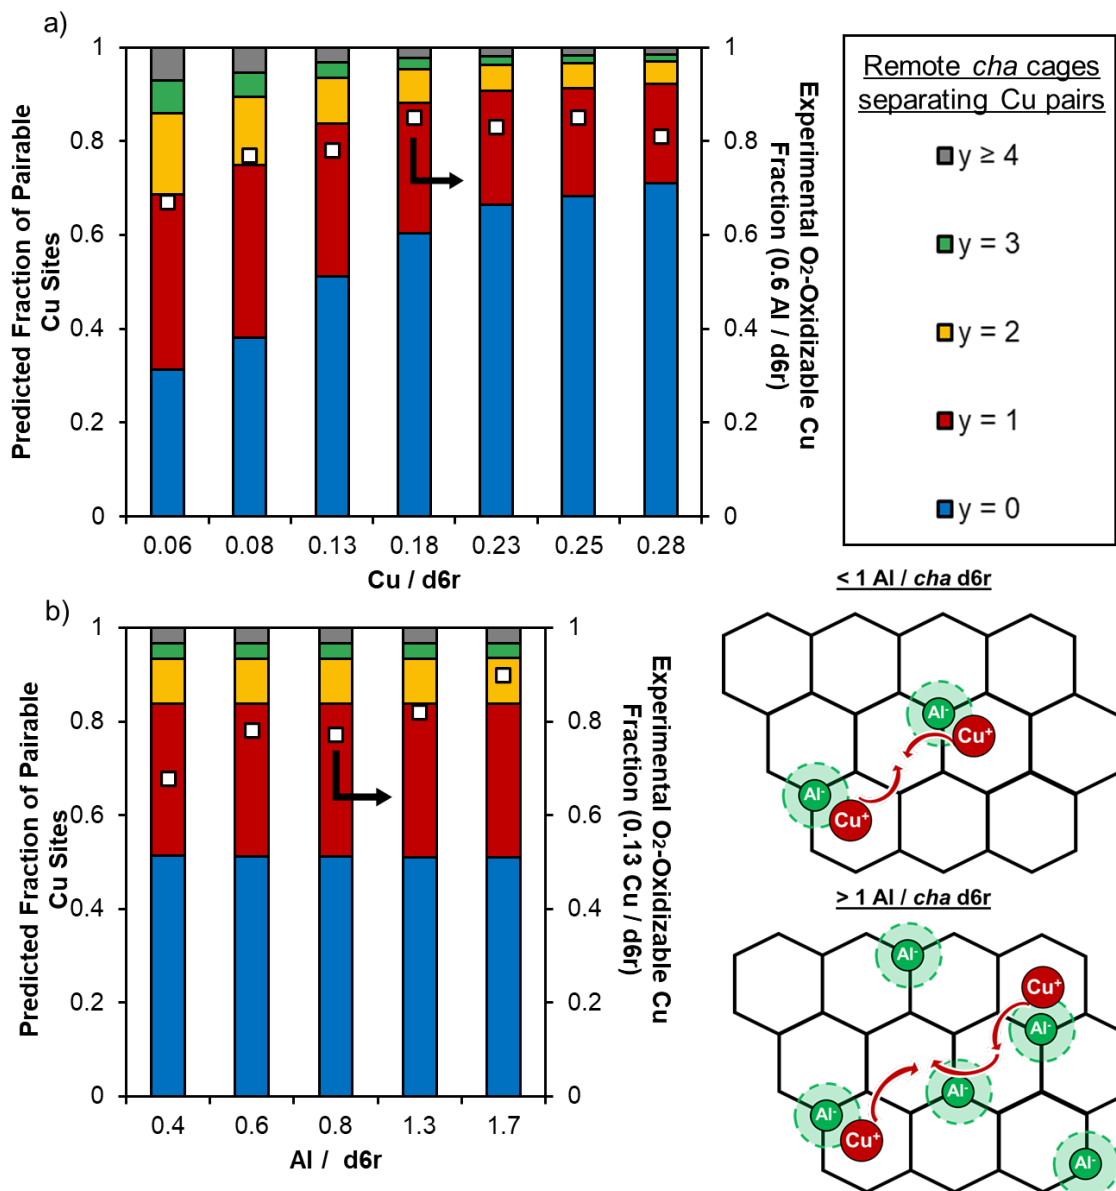 a)
1
0.8
0.6
0.4
0.2
0
Predicted Fraction of Pairable
Cu Sites
0.06
0.08
0.13
0.18
0.23
0.25
0.28
Cu / d6r
1
0.8
0.6
0.4
0.2
0
Experimental O₂-Oxidizable Cu
Fraction (0.6 Al / d6r)
Remote cha cages
separating Cu pairs
y ≥ 4
y = 3
y = 2
y = 1
y = 0
b)
1
0.8
0.6
0.4
0.2
0
Predicted Fraction of Pairable
Cu Sites
0.4
0.6
0.8
1.3
1.7
Al / d6r
1
0.8
0.6
0.4
0.2
0
Experimental O₂-Oxidizable Cu
Fraction (0.13 Cu / d6r)
< 1 Al / cha d6r
Al⁻
Cu⁺
Al⁻
Cu⁺
> 1 Al / cha d6r
Al⁻
Cu⁺
Al⁻
Al⁻
Al⁻
Cu⁺
Al⁻